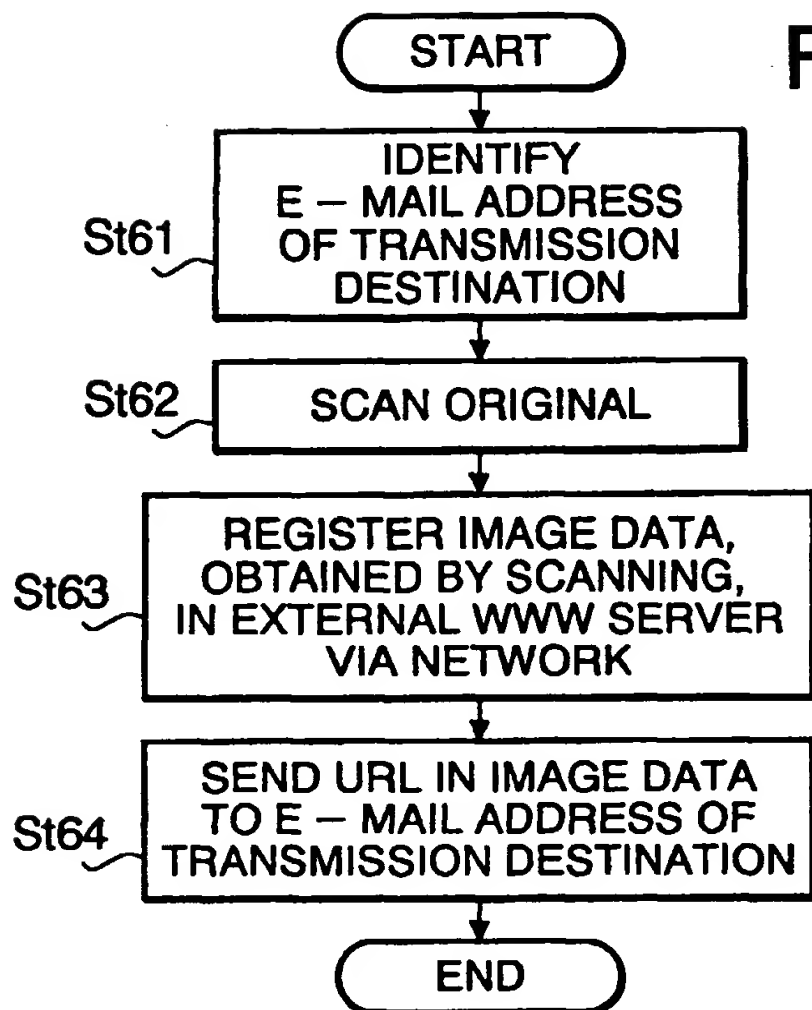 START
IDENTIFY
E – MAIL ADDRESS
OF TRANSMISSION
DESTINATION
St61
SCAN ORIGINAL
St62
REGISTER IMAGE DATA,
OBTAINED BY SCANNING,
IN EXTERNAL WWW SERVER
VIA NETWORK
St63
SEND URL IN IMAGE DATA
TO E – MAIL ADDRESS OF
TRANSMISSION DESTINATION
St64
END